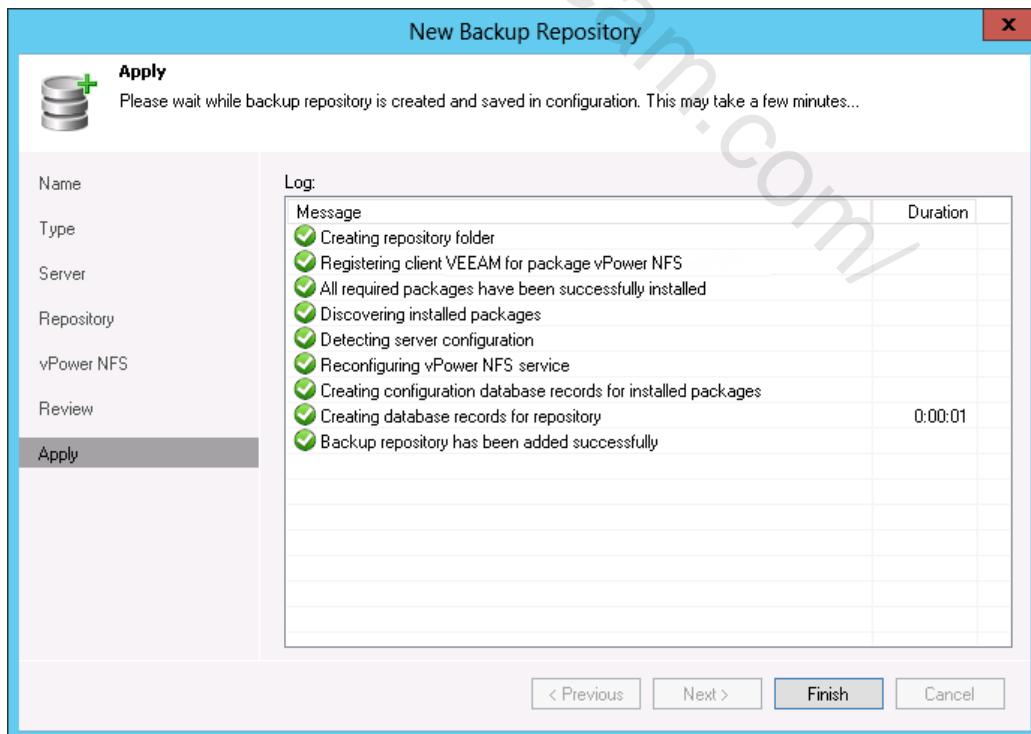 New Backup Repository
x
Apply
Please wait while backup repository is created and saved in configuration. This may take a few minutes...
Name
Type
Server
Repository
vPower NFS
Review
Apply
Log:
Message Duration
Creating repository folder
Registering client VEEAM for package vPower NFS
All required packages have been successfully installed
Discovering installed packages
Detecting server configuration
Reconfiguring vPower NFS service
Creating configuration database records for installed packages
Creating database records for repository 0:00:01
Backup repository has been added successfully
< Previous Next > Finish Cancel
am.com/